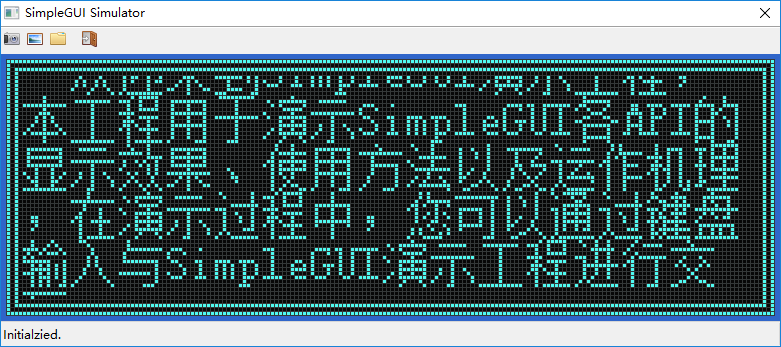 SimpleGUI Simulator
SimpleGUI
本工程用于演示SimpleGUI各API的
显示效果、使用方法以及运作机理
，在演示过程中，您可以通过键盘
输入与SimpleGUI演示工程进行交
Initialzied.